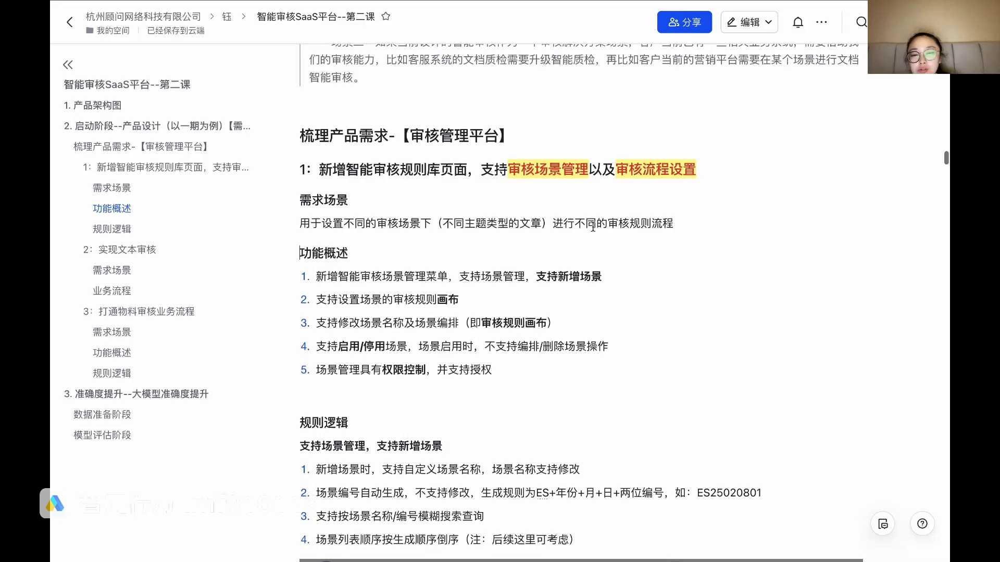 杭州顾问网络科技有限公司 > 钰 > 智能审核SaaS平台--第二课
我的空间 | 已经保存到云端
分享
编辑
智能审核SaaS平台--第二课
1. 产品架构图
2. 启动阶段--产品设计（以一期为例）【需...
梳理产品需求-【审核管理平台】
1：新增智能审核规则库页面，支持审...
需求场景
功能概述
规则逻辑
2：实现文本审核
需求场景
业务流程
3：打通物料审核业务流程
需求场景
功能概述
规则逻辑
3. 准确度提升--大模型准确度提升
数据准备阶段
模型评估阶段
们的审核能力，比如客服系统的文档质检需要升级智能质检，再比如客户当前的营销平台需要在某个场景进行文档
智能审核。
梳理产品需求-【审核管理平台】
1：新增智能审核规则库页面，支持审核场景管理以及审核流程设置
需求场景
用于设置不同的审核场景下（不同主题类型的文章）进行不同的审核规则流程
功能概述
1. 新增智能审核场景管理菜单，支持场景管理，支持新增场景
2. 支持设置场景的审核规则画布
3. 支持修改场景名称及场景编排（即审核规则画布）
4. 支持启用/停用场景，场景启用时，不支持编排/删除场景操作
5. 场景管理具有权限控制，并支持授权
规则逻辑
支持场景管理，支持新增场景
1. 新增场景时，支持自定义场景名称，场景名称支持修改
2. 场景编号自动生成，不支持修改，生成规则为ES+年份+月+日+两位编号，如：ES25020801
3. 支持按场景名称/编号模糊搜索查询
4. 场景列表顺序按生成顺序倒序（注：后续这里可考虑）